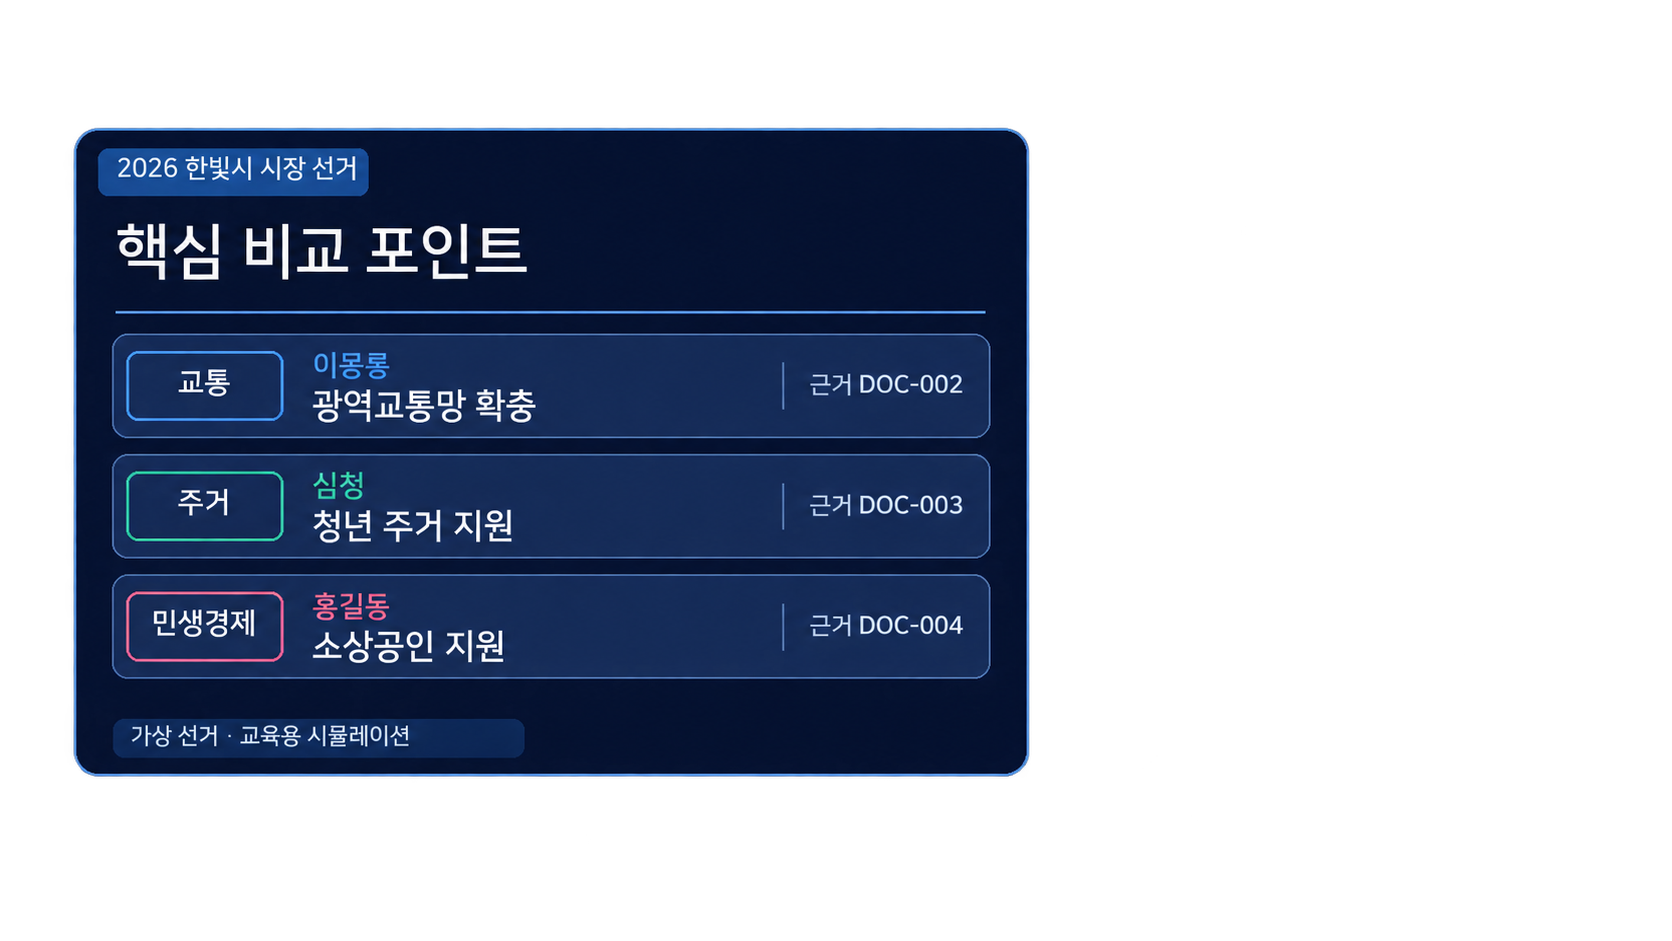 2026 한빛시 시장 선거
핵심 비교 포인트
교통
이몽룡
광역교통망 확충
근거 DOC-002
주거
심청
청년 주거 지원
근거 DOC-003
민생경제
홍길동
소상공인 지원
근거 DOC-004
가상 선거 · 교육용 시뮬레이션